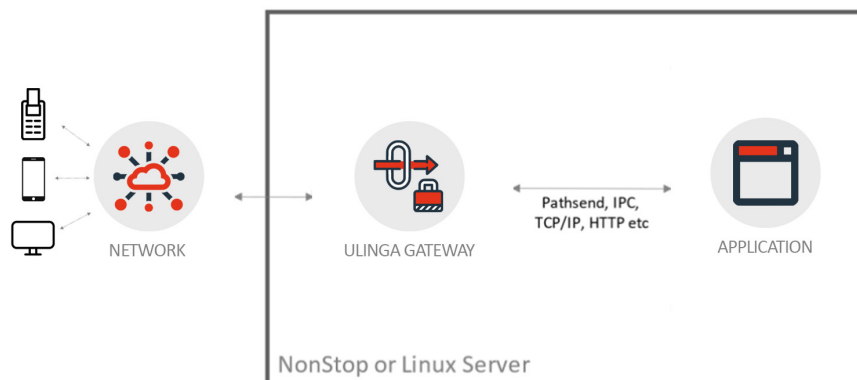 NETWORK
ULINGA GATEWAY
Pathsend, IPC,
TCP/IP, HTTP etc
APPLICATION
NonStop or Linux Server